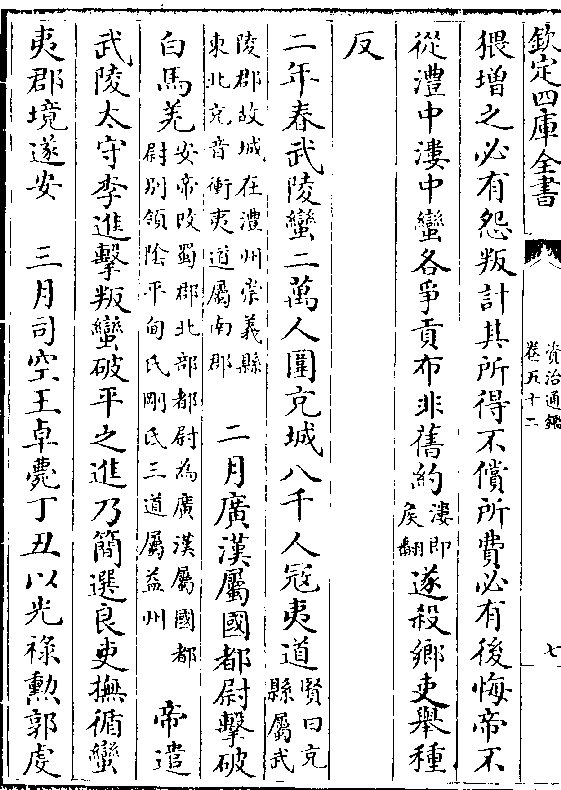 欽定四庫全書
資治通鑑
卷五十二
七
猥増之必有怨叛計其所得不償所費必有後悔帝不
從澧中漊中蠻各爭貢布非舊約
漊即
侯翻
遂殺鄉吏舉種
反
二年春武陵蠻二萬人圍充城八千人冦夷道
賢曰充
縣屬武
陵郡故城在澧州崇義縣
東北充音衝夷道屬南郡
二月廣漢屬國都尉擊破
白馬羌
安帝改蜀郡北部都尉為廣漢屬國都
尉别領隂平甸氏剛氏三道屬益州
帝遣
武陵太守李進擊叛蠻破平之進乃簡選良吏撫循蠻
夷郡境遂安
三月司空王卓薨丁丑以光祿勲郭䖍